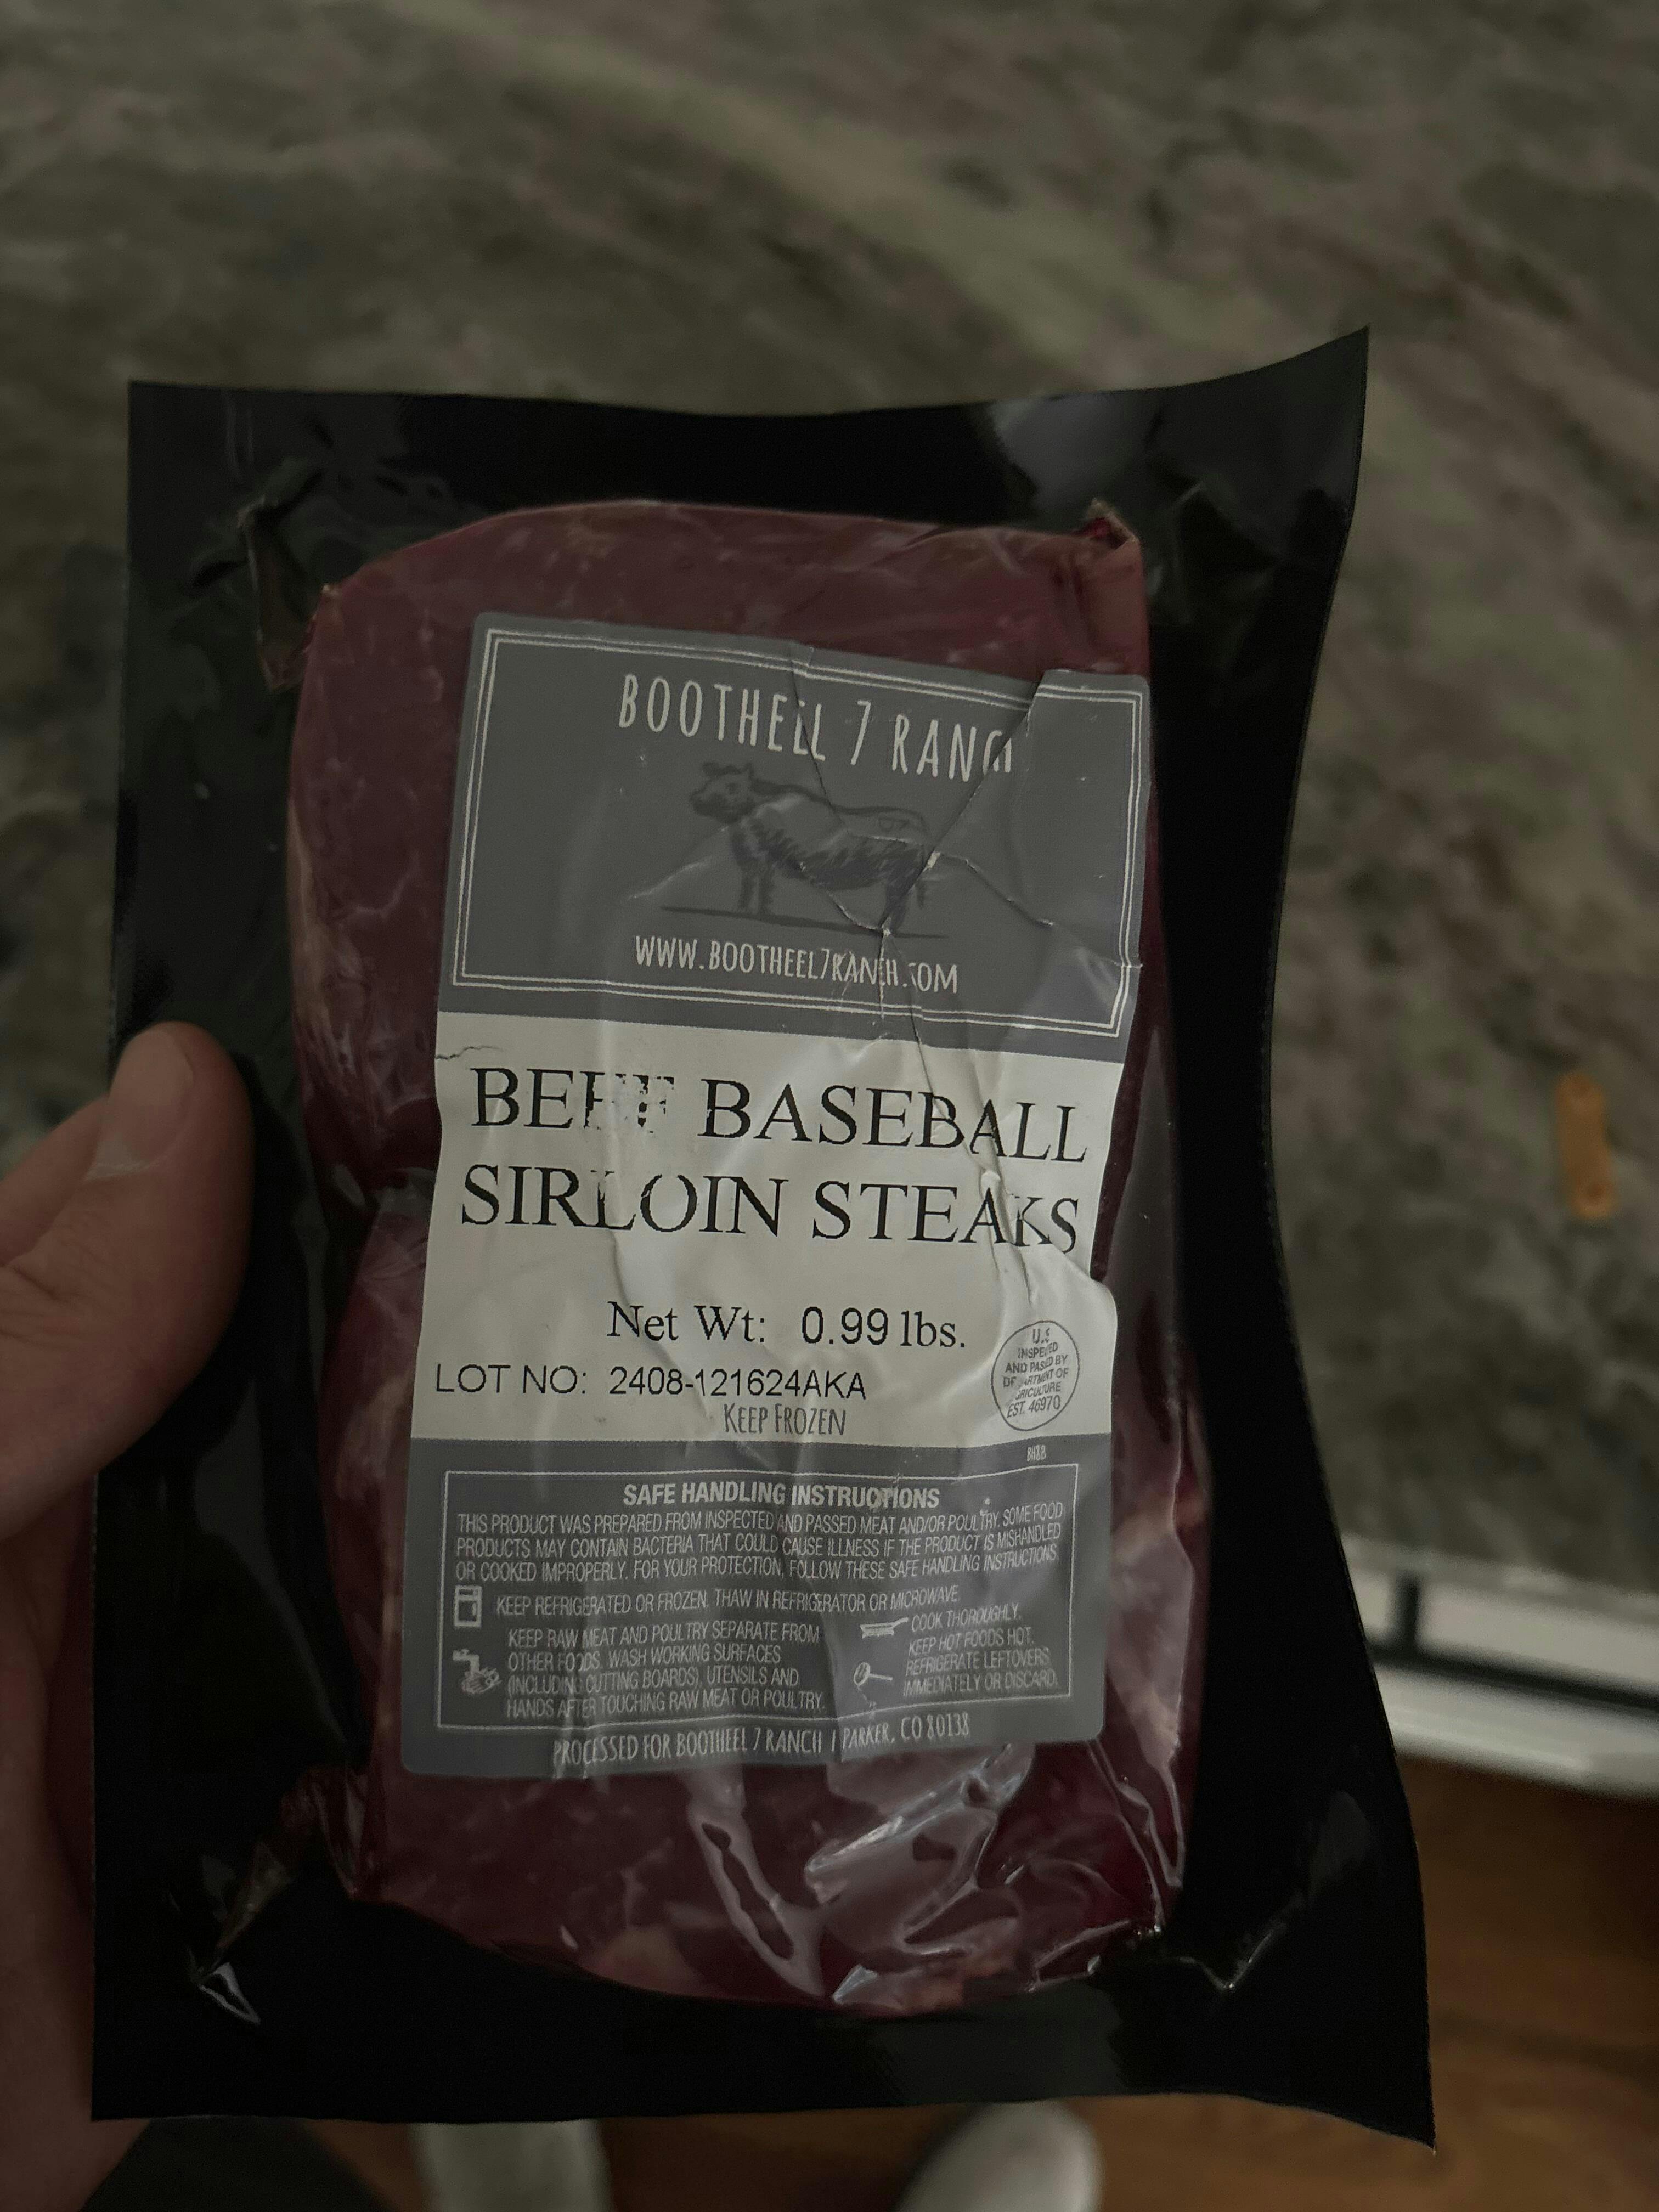 BOOTHEEL 7 RANCH
WWW.BOOTHEEL7RANCH.COM
BEEF BASEBALL
SIRLOIN STEAKS
Net Wt: 0.99 lbs.
LOT NO: 2408-121624AKA
KEEP FROZEN
U.S.
INSPECTED
AND PASSED BY
DEPARTMENT OF
AGRICULTURE
EST. 46970
SAFE HANDLING INSTRUCTIONS
THIS PRODUCT WAS PREPARED FROM INSPECTED AND PASSED MEAT AND/OR POULTRY. SOME FOOD
PRODUCTS MAY CONTAIN BACTERIA THAT COULD CAUSE ILLNESS IF THE PRODUCT IS MISHANDLED
OR COOKED IMPROPERLY. FOR YOUR PROTECTION, FOLLOW THESE SAFE HANDLING INSTRUCTIONS.
KEEP REFRIGERATED OR FROZEN. THAW IN REFRIGERATOR OR MICROWAVE.
KEEP RAW MEAT AND POULTRY SEPARATE FROM
OTHER FOODS. WASH WORKING SURFACES
(INCLUDING CUTTING BOARDS), UTENSILS AND
HANDS AFTER TOUCHING RAW MEAT OR POULTRY.
COOK THOROUGHLY.
KEEP HOT FOODS HOT.
REFRIGERATE LEFTOVERS
IMMEDIATELY OR DISCARD.
PROCESSED FOR BOOTHEEL 7 RANCH | PARKER, CO 80138